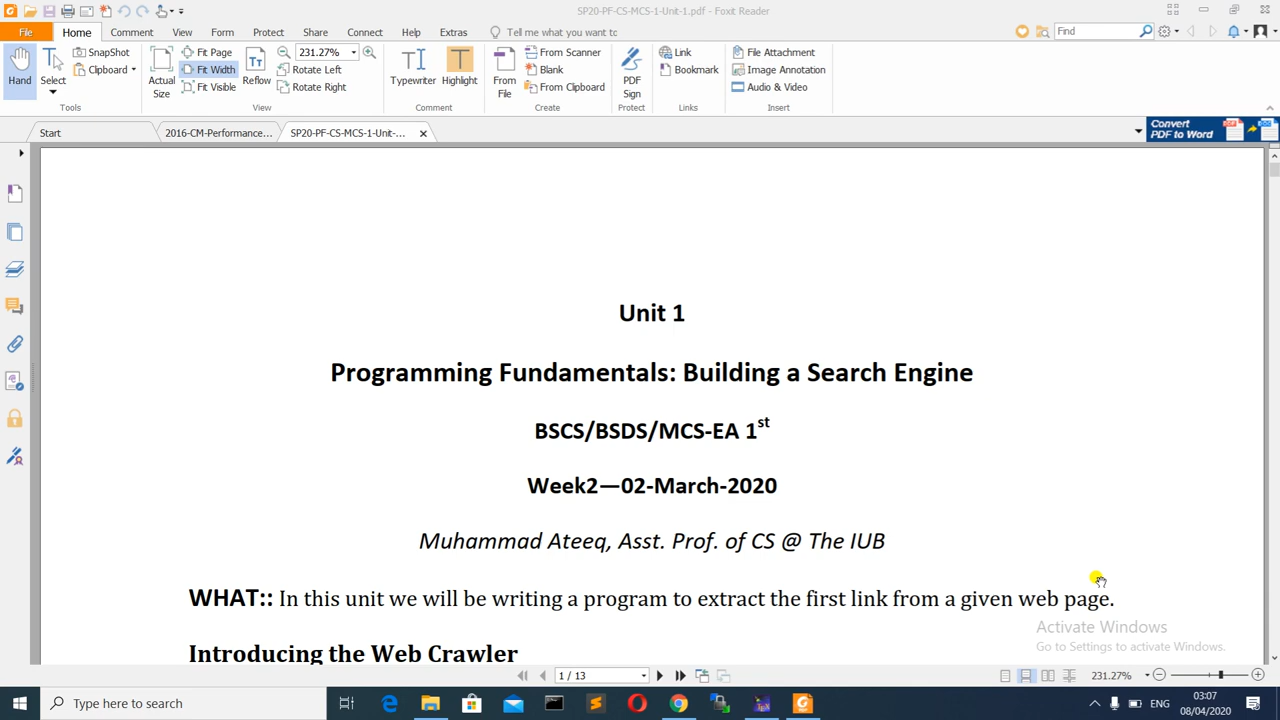 SP20-PF-CS-MCS-1-Unit-1.pdf - Foxit Reader
File Home Comment View Form Protect Share Connect Help Extras Tell me what you want tc Find
Hand
Select
SnapShot
Clipboard
Tools
Actual Size
Fit Page
Fit Width
Fit Visible
Reflow
231.27%
Rotate Left
Rotate Right
View
Typewriter
Highlight
Comment
From File
From Scanner
Blank
From Clipboard
Create
PDF Sign
Protect
Link
Bookmark
Links
File Attachment
Image Annotation
Audio & Video
Insert
Start 2016-CM-Performance... SP20-PF-CS-MCS-1-Unit-...
Convert
PDF to Word
Unit 1
Programming Fundamentals: Building a Search Engine
BSCS/BSDS/MCS-EA 1st
Week2—02-March-2020
Muhammad Ateeq, Asst. Prof. of CS @ The IUB
WHAT:: In this unit we will be writing a program to extract the first link from a given web page.
Introducing the Web Crawler
Activate Windows
Go to Settings to activate Windows.
1 / 13 231.27%
Type here to search
ENG
03:07
08/04/2020